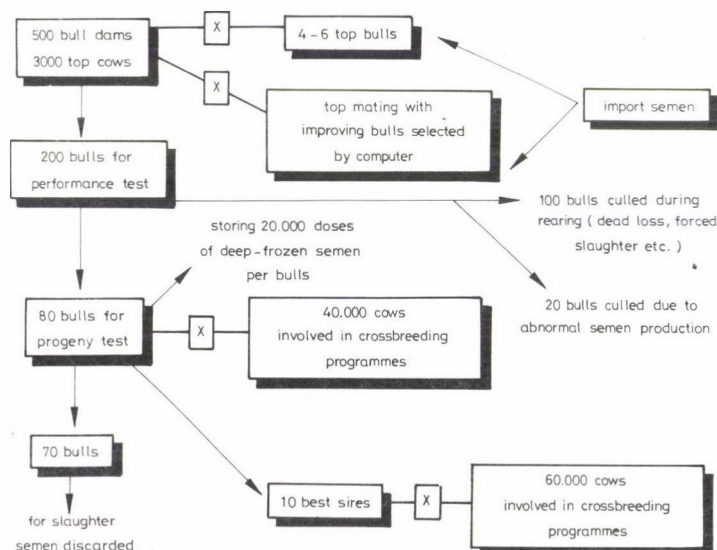 500 bull dams
3000 top cows
X
4-6 top bulls
X
top mating with
improving bulls selected
by computer
import semen
200 bulls for
performance test
100 bulls culled during
rearing ( dead loss, forced
slaughter etc. )
storing 20.000 doses
of deep-frozen semen
per bulls
20 bulls culled due to
abnormal semen production
80 bulls for
progeny test
X
40.000 cows
involved in crossbreeding
programmes
70 bulls
for slaughter
semen discarded
10 best sires
X
60.000 cows
involved in crossbreeding
programmes